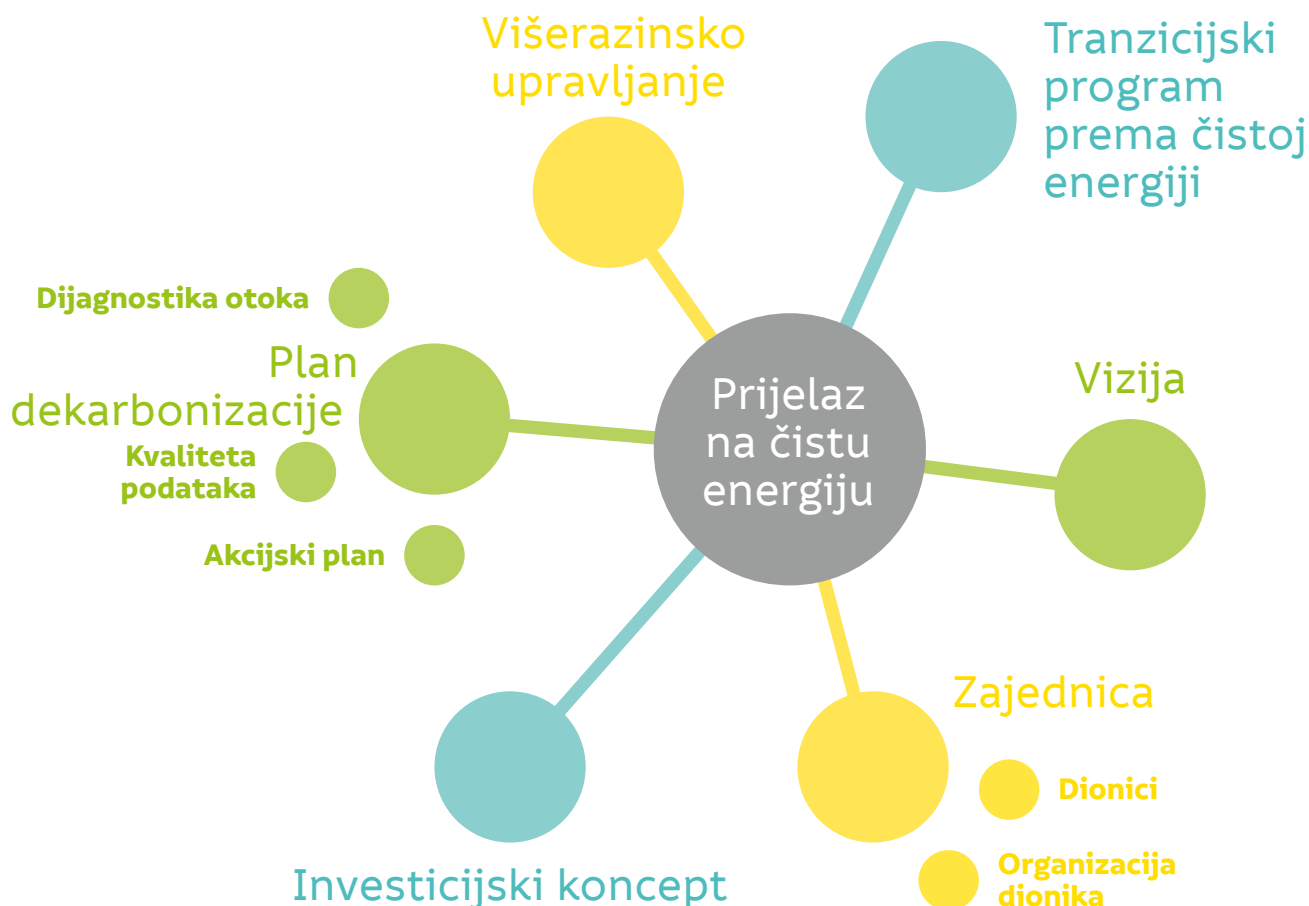 Višerazinsko
upravljanje
Tranzicijski
program
prema čistoj
energiji
Dijagnostika otoka
Plan
dekarbonizacije
Kvaliteta
podataka
Akcijski plan
Prijelaz
na čistu
energiju
Vizija
Zajednica
Dionici
Organizacija
dionika
Investicijski koncept